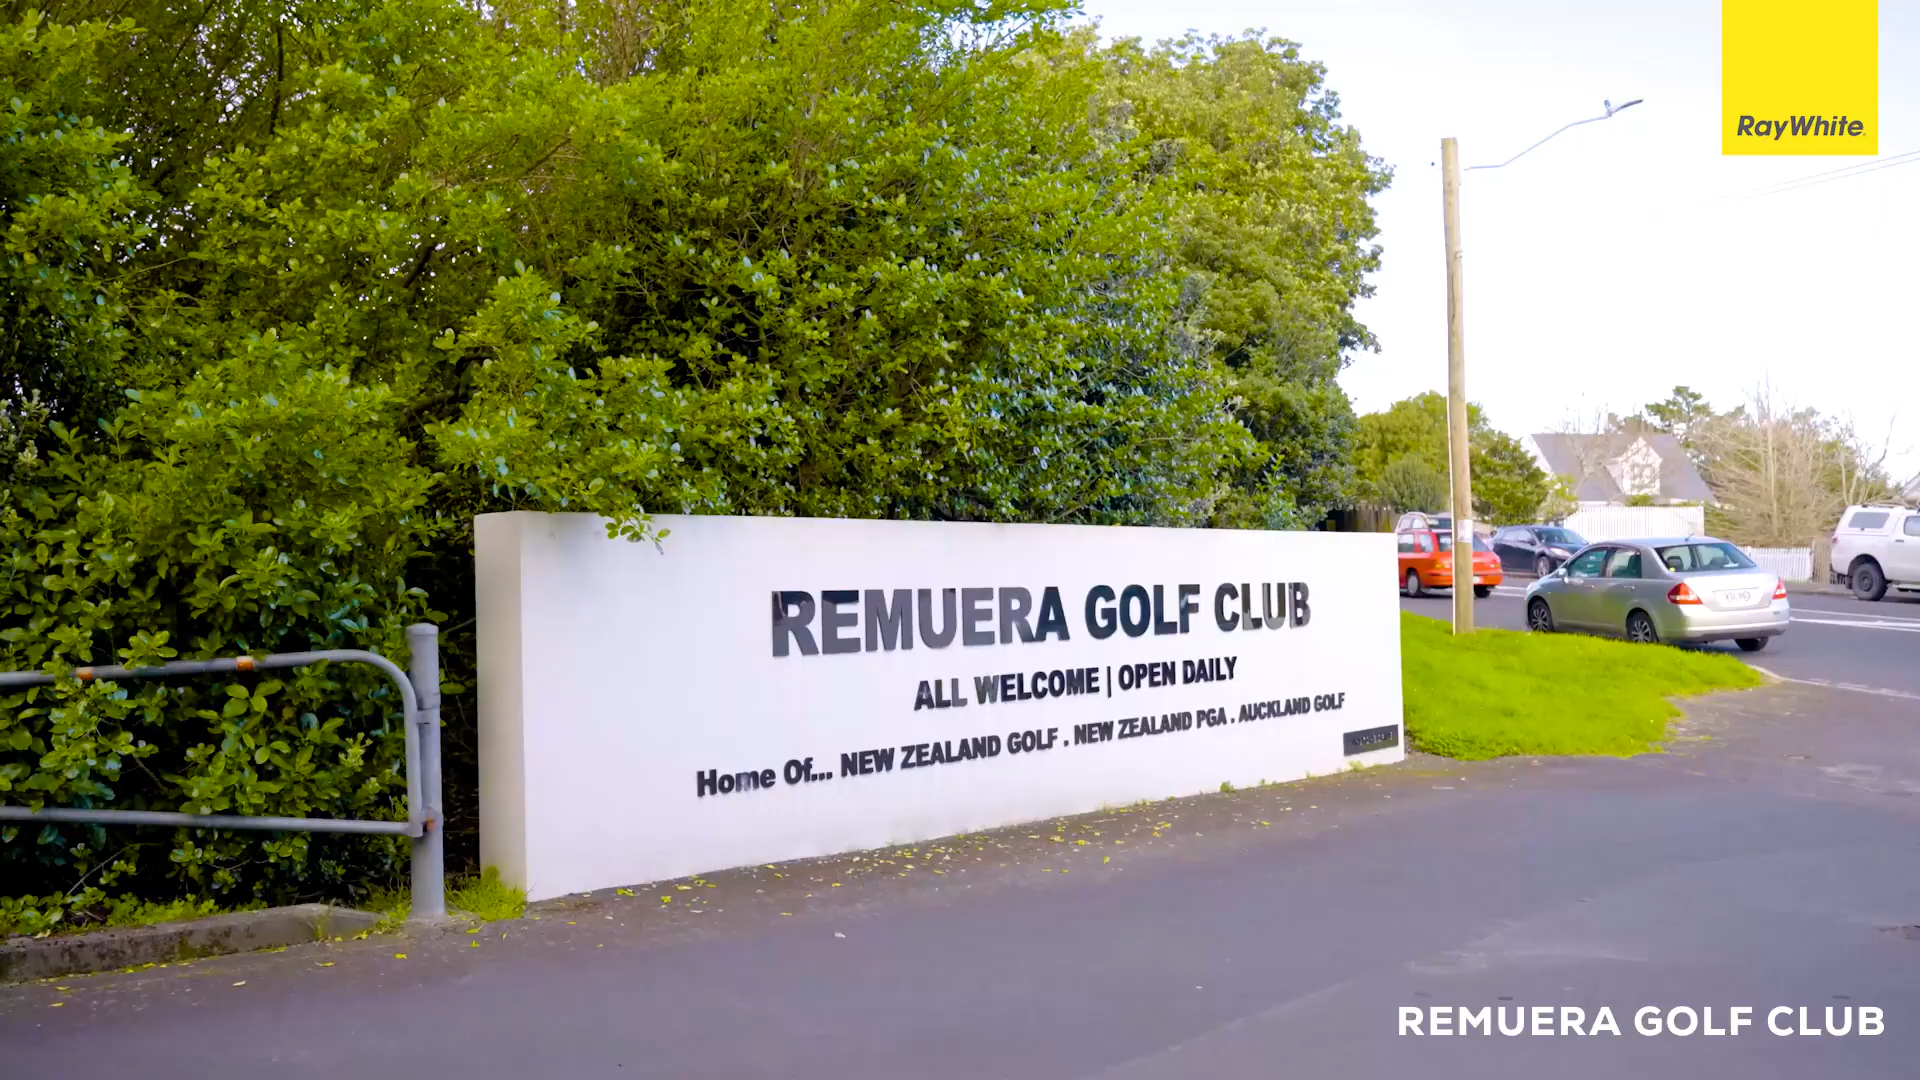 RayWhite
REMUERA GOLF CLUB
ALL WELCOME | OPEN DAILY
Home Of... NEW ZEALAND GOLF . NEW ZEALAND PGA . AUCKLAND GOLF
REMUERA GOLF CLUB